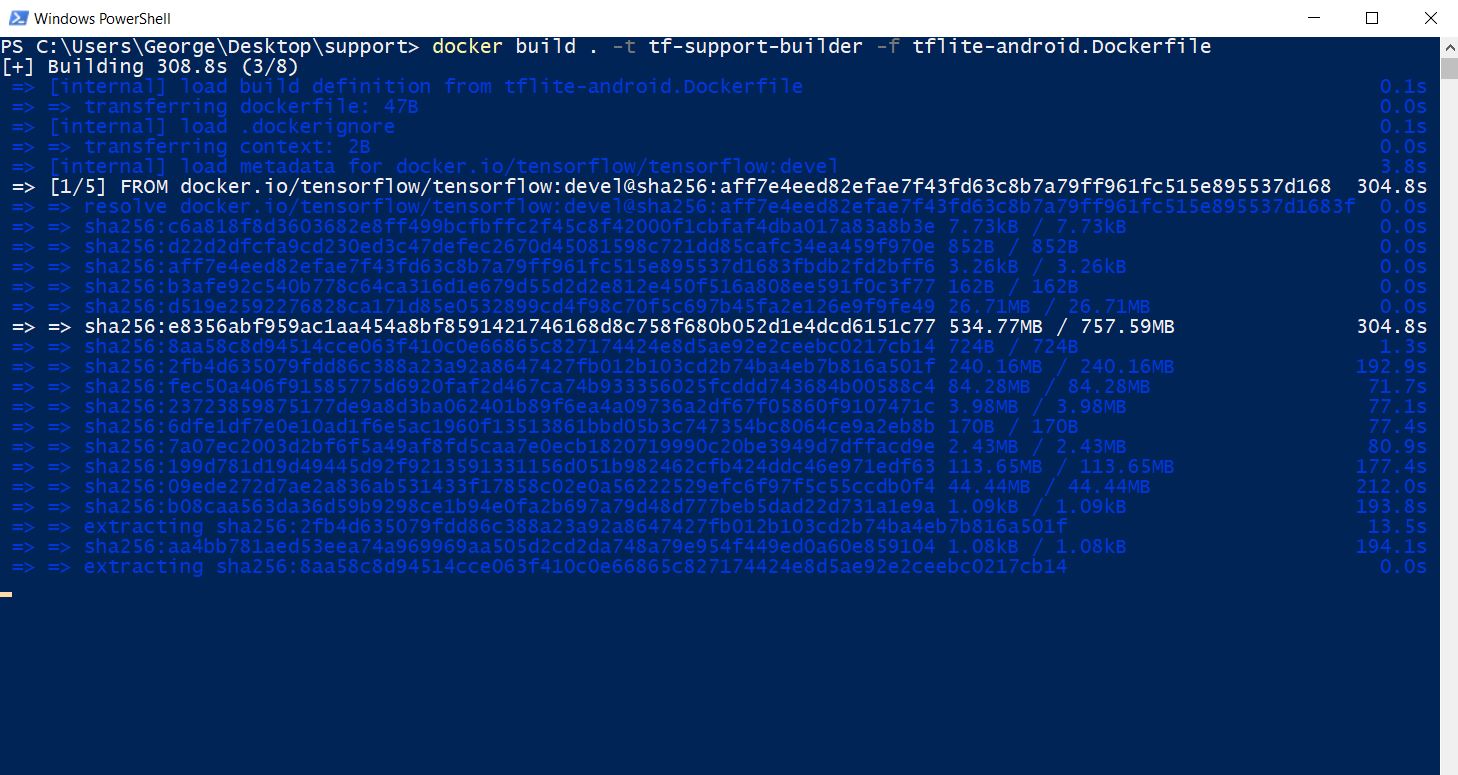 Windows PowerShell
PS C:\Users\George\Desktop\support> docker build . -t tf-support-builder -f tflite-android.Dockerfile
[+] Building 308.8s (3/8)
=> [internal] load build definition from tflite-android.Dockerfile 0.1s
=> => transferring dockerfile: 47B 0.0s
=> [internal] load .dockerignore 0.1s
=> => transferring context: 2B 0.0s
=> [internal] load metadata for docker.io/tensorflow/tensorflow:devel 3.8s
=> [1/5] FROM docker.io/tensorflow/tensorflow:devel@sha256:aff7e4eed82efae7f43fd63c8b7a79ff961fc515e895537d168 304.8s
=> => resolve docker.io/tensorflow/tensorflow:devel@sha256:aff7e4eed82efae7f43fd63c8b7a79ff961fc515e895537d1683f 0.0s
=> => sha256:c6a818f8d3603682e8ff499bcfbffc2f45c8f42000f1cbfaf4dba017a83a8b3e 7.73kB / 7.73kB 0.0s
=> => sha256:d22d2dfcfa9cd230ed3c47defec2670d45081598c721dd85cafc34ea459f970e 852B / 852B 0.0s
=> => sha256:aff7e4eed82efae7f43fd63c8b7a79ff961fc515e895537d1683fbdb2fd2bff6 3.26kB / 3.26kB 0.0s
=> => sha256:b3afe92c540b778c64ca316d1e679d55d2d2e812e450f516a808ee591f0c3f77 162B / 162B 0.0s
=> => sha256:d519e2592276828ca171d85e0532899cd4f98c70f5c697b45fa2e126e9f9fe49 26.71MB / 26.71MB 0.0s
=> => sha256:e8356abf959ac1aa454a8bf8591421746168d8c758f680b052d1e4dcd6151c77 534.77MB / 757.59MB 304.8s
=> => sha256:8aa58c8d94514cce063f410c0e66865c827174424e8d5ae92e2ceebc0217cb14 724B / 724B 1.3s
=> => sha256:2fb4d635079fdd86c388a23a92a8647427fb012b103cd2b74ba4eb7b816a501f 240.16MB / 240.16MB 192.9s
=> => sha256:fec50a406f91585775d6920faf2d467ca74b933356025fcddd743684b00588c4 84.28MB / 84.28MB 71.7s
=> => sha256:23723859875177de9a8d3ba062401b89f6ea4a09736a2df67f05860f9107471c 3.98MB / 3.98MB 77.1s
=> => sha256:6dfe1df7e0e10ad1f6e5ac1960f13513861bbd05b3c747354bc8064ce9a2eb8b 170B / 170B 77.4s
=> => sha256:7a07ec2003d2bf6f5a49af8fd5caa7e0ecb1820719990c20be3949d7dffacd9e 2.43MB / 2.43MB 80.9s
=> => sha256:199d781d19d49445d92f9213591331156d051b982462cfb424ddc46e971edf63 113.65MB / 113.65MB 177.4s
=> => sha256:09ede272d7ae2a836ab531433f17858c02e0a56222529efc6f97f5c55ccdb0f4 44.44MB / 44.44MB 212.0s
=> => sha256:b08caa563da36d59b9298ce1b94e0fa2b697a79d48d777beb5dad22d731a1e9a 1.09kB / 1.09kB 193.8s
=> => extracting sha256:2fb4d635079fdd86c388a23a92a8647427fb012b103cd2b74ba4eb7b816a501f 13.5s
=> => sha256:aa4bb781aed53eea74a969969aa505d2cd2da748a79e954f449ed0a60e859104 1.08kB / 1.08kB 194.1s
=> => extracting sha256:8aa58c8d94514cce063f410c0e66865c827174424e8d5ae92e2ceebc0217cb14 0.0s